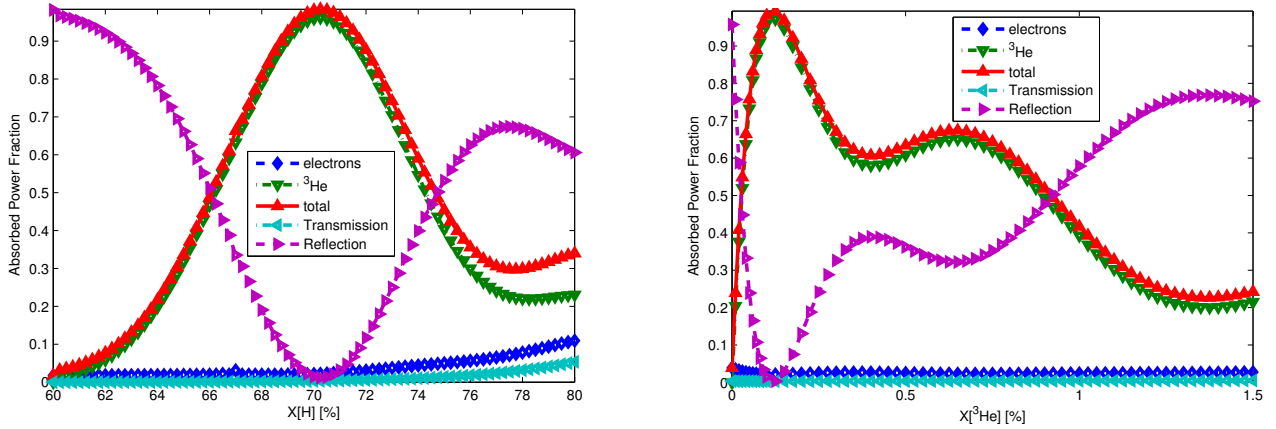 0.9
0.8
0.7
0.6
0.5
0.4
0.3
0.2
0.1
0
Absorbed Power Fraction
electrons
³He
total
Transmission
Reflection
60 62 64 66 68 70 72 74 76 78 80
X[H] [%]
0.9
0.8
0.7
0.6
0.5
0.4
0.3
0.2
0.1
0
Absorbed Power Fraction
electrons
³He
total
Transmission
Reflection
0 0.5 1 1.5
X[³He] [%]